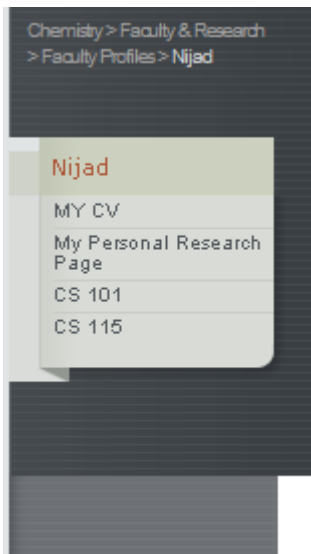 Chemistry > Faculty & Research
> Faculty Profiles > Nijad
Nijad
MY CV
My Personal Research
Page
CS 101
CS 115